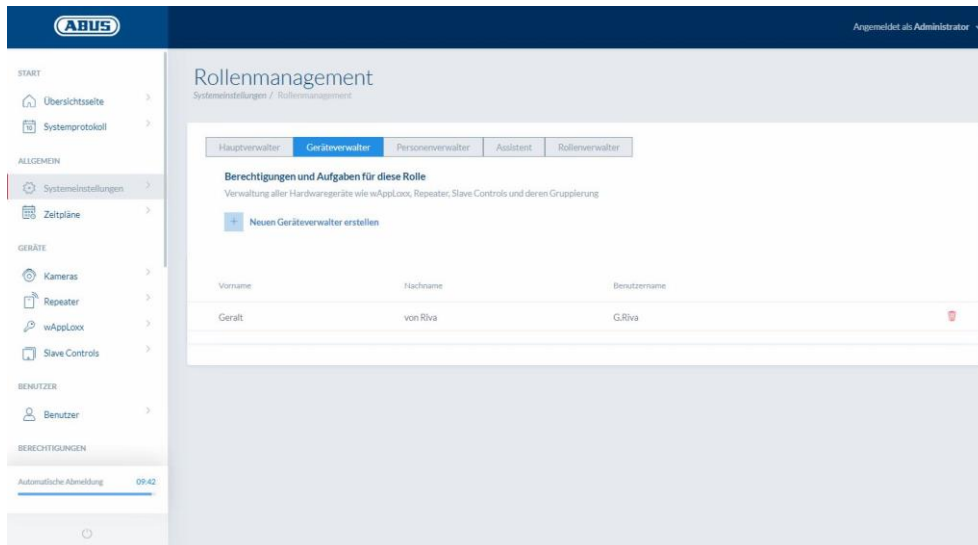 ABUS
Angemeldet als Administrator
START
Übersichtsseite
Systemprotokoll
ALLGEMEIN
Systemeinstellungen
Zeitpläne
GERÄTE
Kameras
Repeater
wAppLoxx
Slave Controls
BENUTZER
Benutzer
BERECHTIGUNGEN
Automatische Abmeldung 09:42
Rollenmanagement
Systemeinstellungen / Rollenmanagement
Hauptverwalter Geräteverwalter Personenverwalter Assistent Rollenverwalter
Berechtigungen und Aufgaben für diese Rolle
Verwaltung aller Hardwaregeräte wie wAppLoxx, Repeater, Slave Controls und deren Gruppierung
+ Neuen Geräteverwalter erstellen
Vorname Nachname Benutzername
Geralt von Riva G.Riva